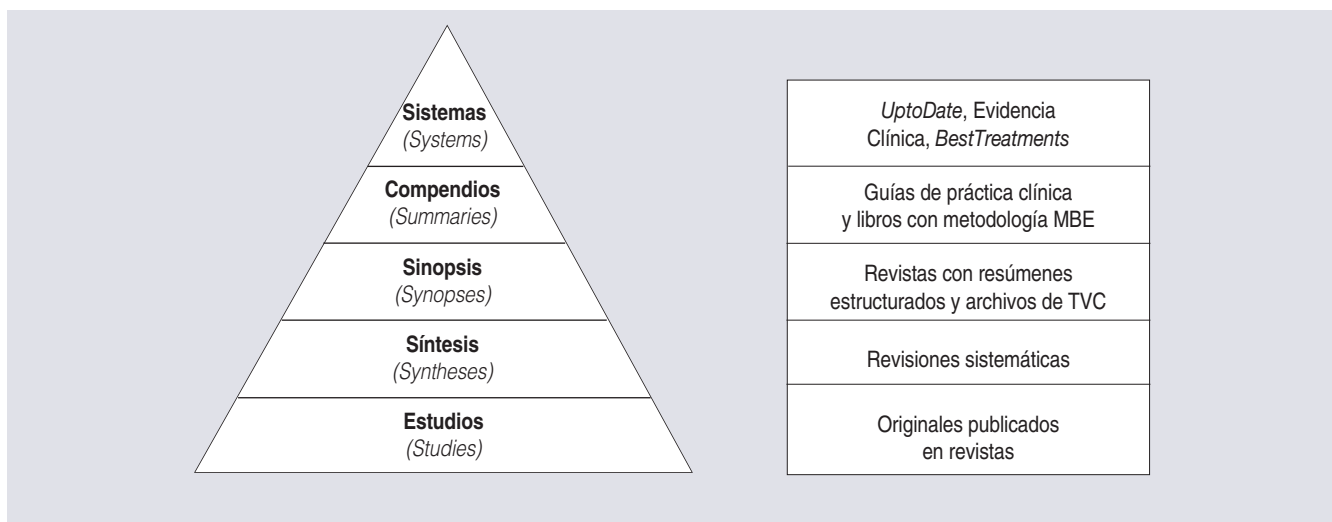 Sistemas
(Systems)
Compendios
(Summaries)
Sinopsis
(Synopses)
Síntesis
(Syntheses)
Estudios
(Studies)
UptoDate, Evidencia
Clínica, BestTreatments
Guías de práctica clínica
y libros con metodología MBE
Revistas con resúmenes
estructurados y archivos de TVC
Revisiones sistemáticas
Originales publicados
en revistas